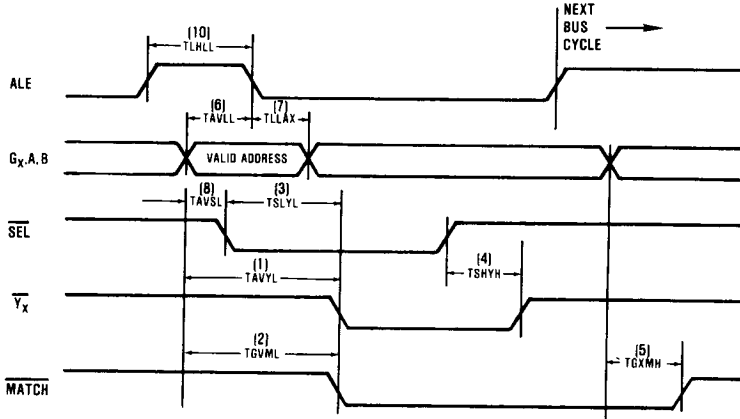 NEXT
BUS
CYCLE
(10)
TLHLL
ALE
(6)
TAVLL
(7)
TLLAX
GX,A,B
VALID ADDRESS
(8)
TAVSL
(3)
TSLYL
SEL
(1)
TAVYL
(4)
TSHYH
YX
(2)
TGVML
(5)
TGXMH
MATCH